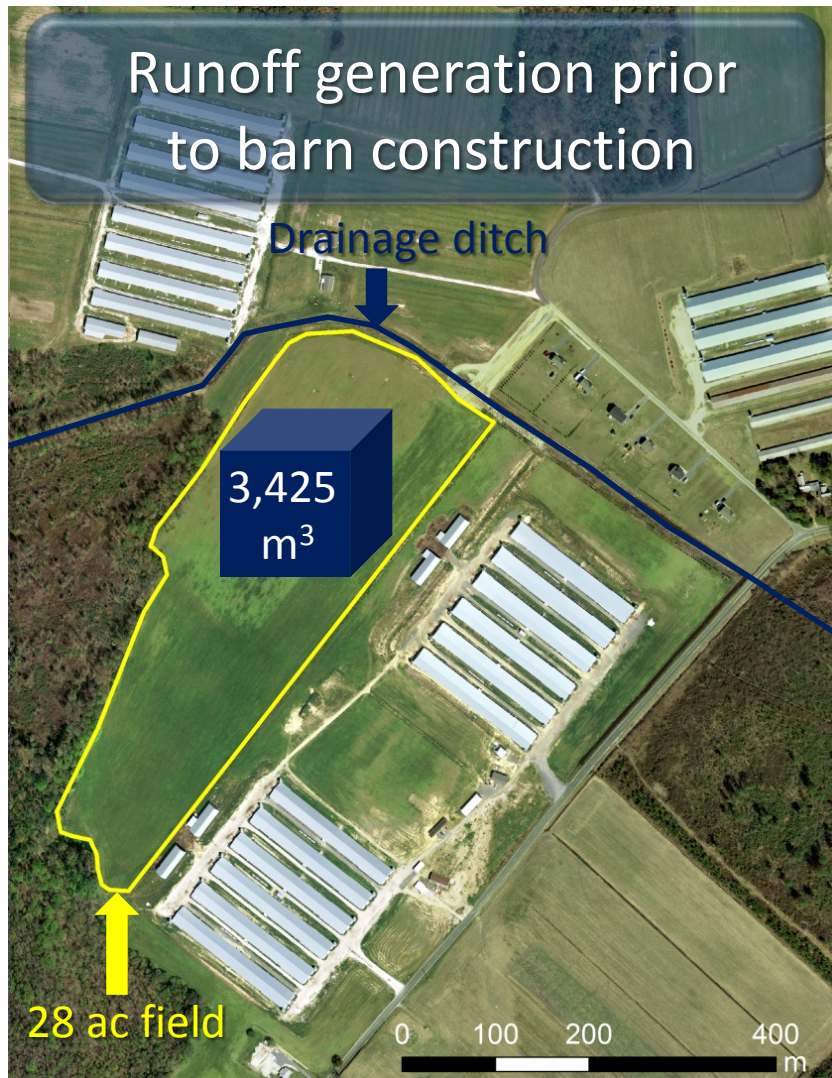 Runoff generation prior
to barn construction
Drainage ditch
3,425
m³
28 ac field
0 100 200 400
m